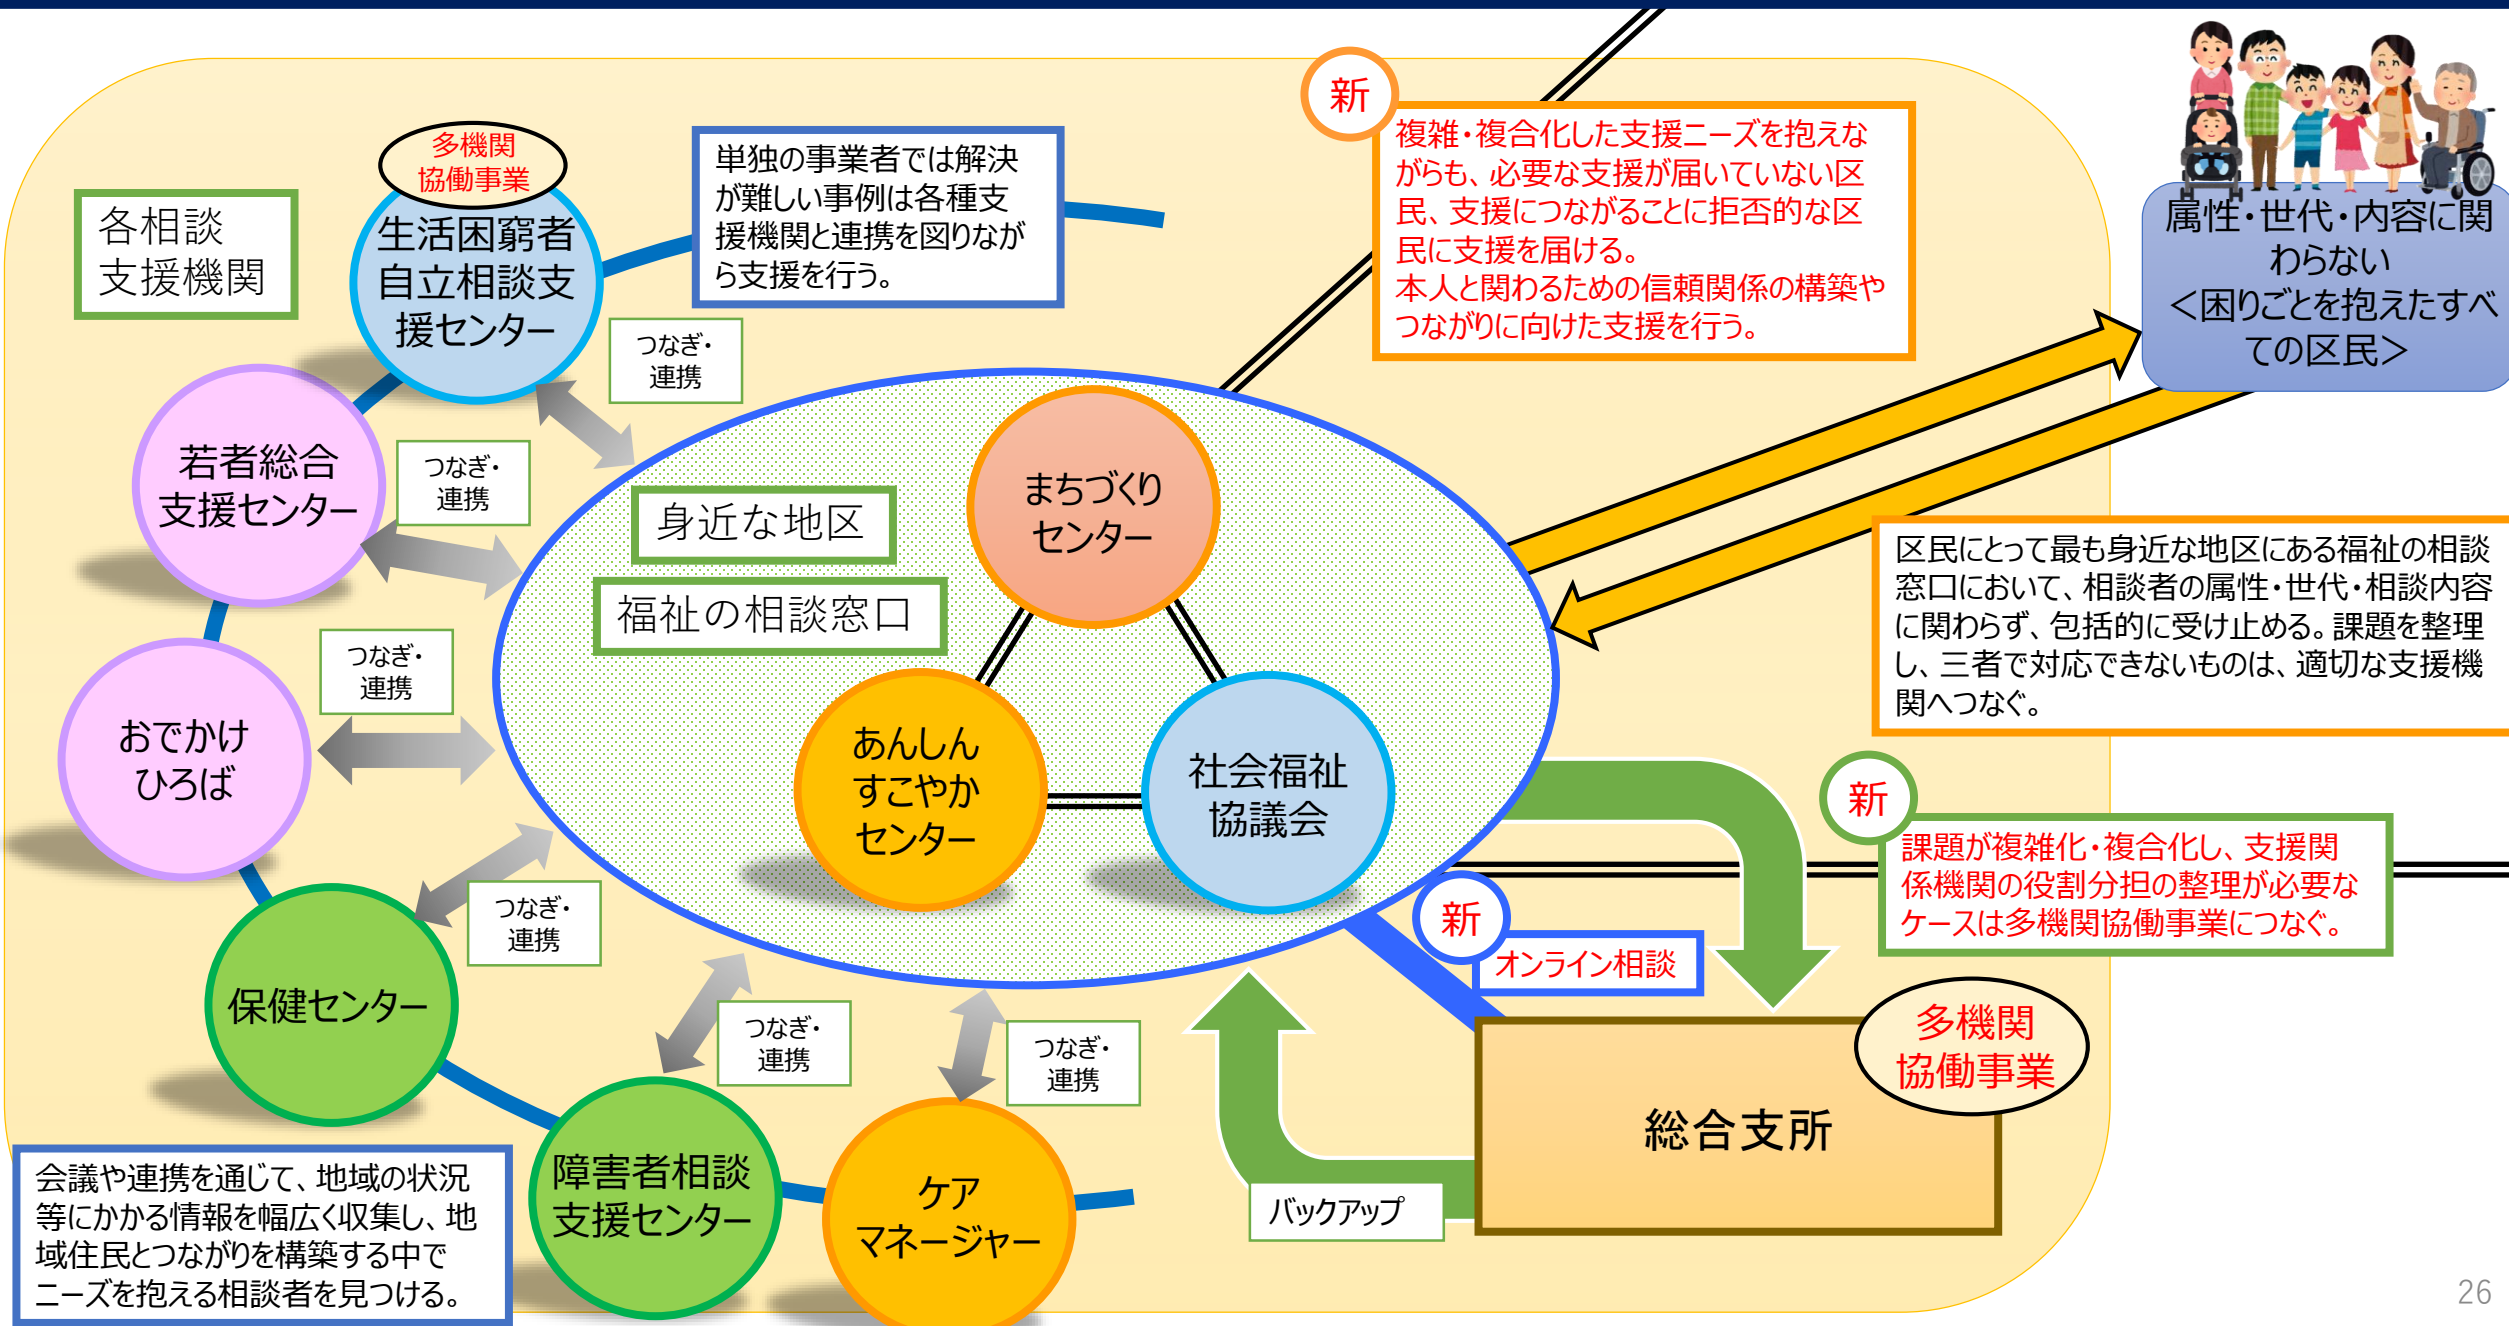 新
複雑・複合化した支援ニーズを抱えな
がらも、必要な支援が届いていない区
民、支援につながることに拒否的な区
民に支援を届ける。
本人と関わるための信頼関係の構築や
つながりに向けた支援を行う。
多機関
協働事業
生活困窮者
自立相談支
援センター
単独の事業者では解決
が難しい事例は各種支
援機関と連携を図りなが
ら支援を行う。
各相談
支援機関
属性・世代・内容に関
わらない
＜困りごとを抱えたすべ
ての区民＞
つなぎ・
連携
若者総合
支援センター
つなぎ・
連携
身近な地区
福祉の相談窓口
まちづくり
センター
区民にとって最も身近な地区にある福祉の相談
窓口において、相談者の属性・世代・相談内容
に関わらず、包括的に受け止める。課題を整理
し、三者で対応できないものは、適切な支援機
関へつなぐ。
つなぎ・
連携
おでかけ
ひろば
あんしん
すこやか
センター
社会福祉
協議会
新
課題が複雑化・複合化し、支援関
係機関の役割分担の整理が必要な
ケースは多機関協働事業につなぐ。
つなぎ・
連携
新
オンライン相談
保健センター
つなぎ・
連携
つなぎ・
連携
多機関
協働事業
総合支所
障害者相談
支援センター
ケア
マネージャー
バックアップ
会議や連携を通じて、地域の状況
等にかかる情報を幅広く収集し、地
域住民とつながりを構築する中で
ニーズを抱える相談者を見つける。
26